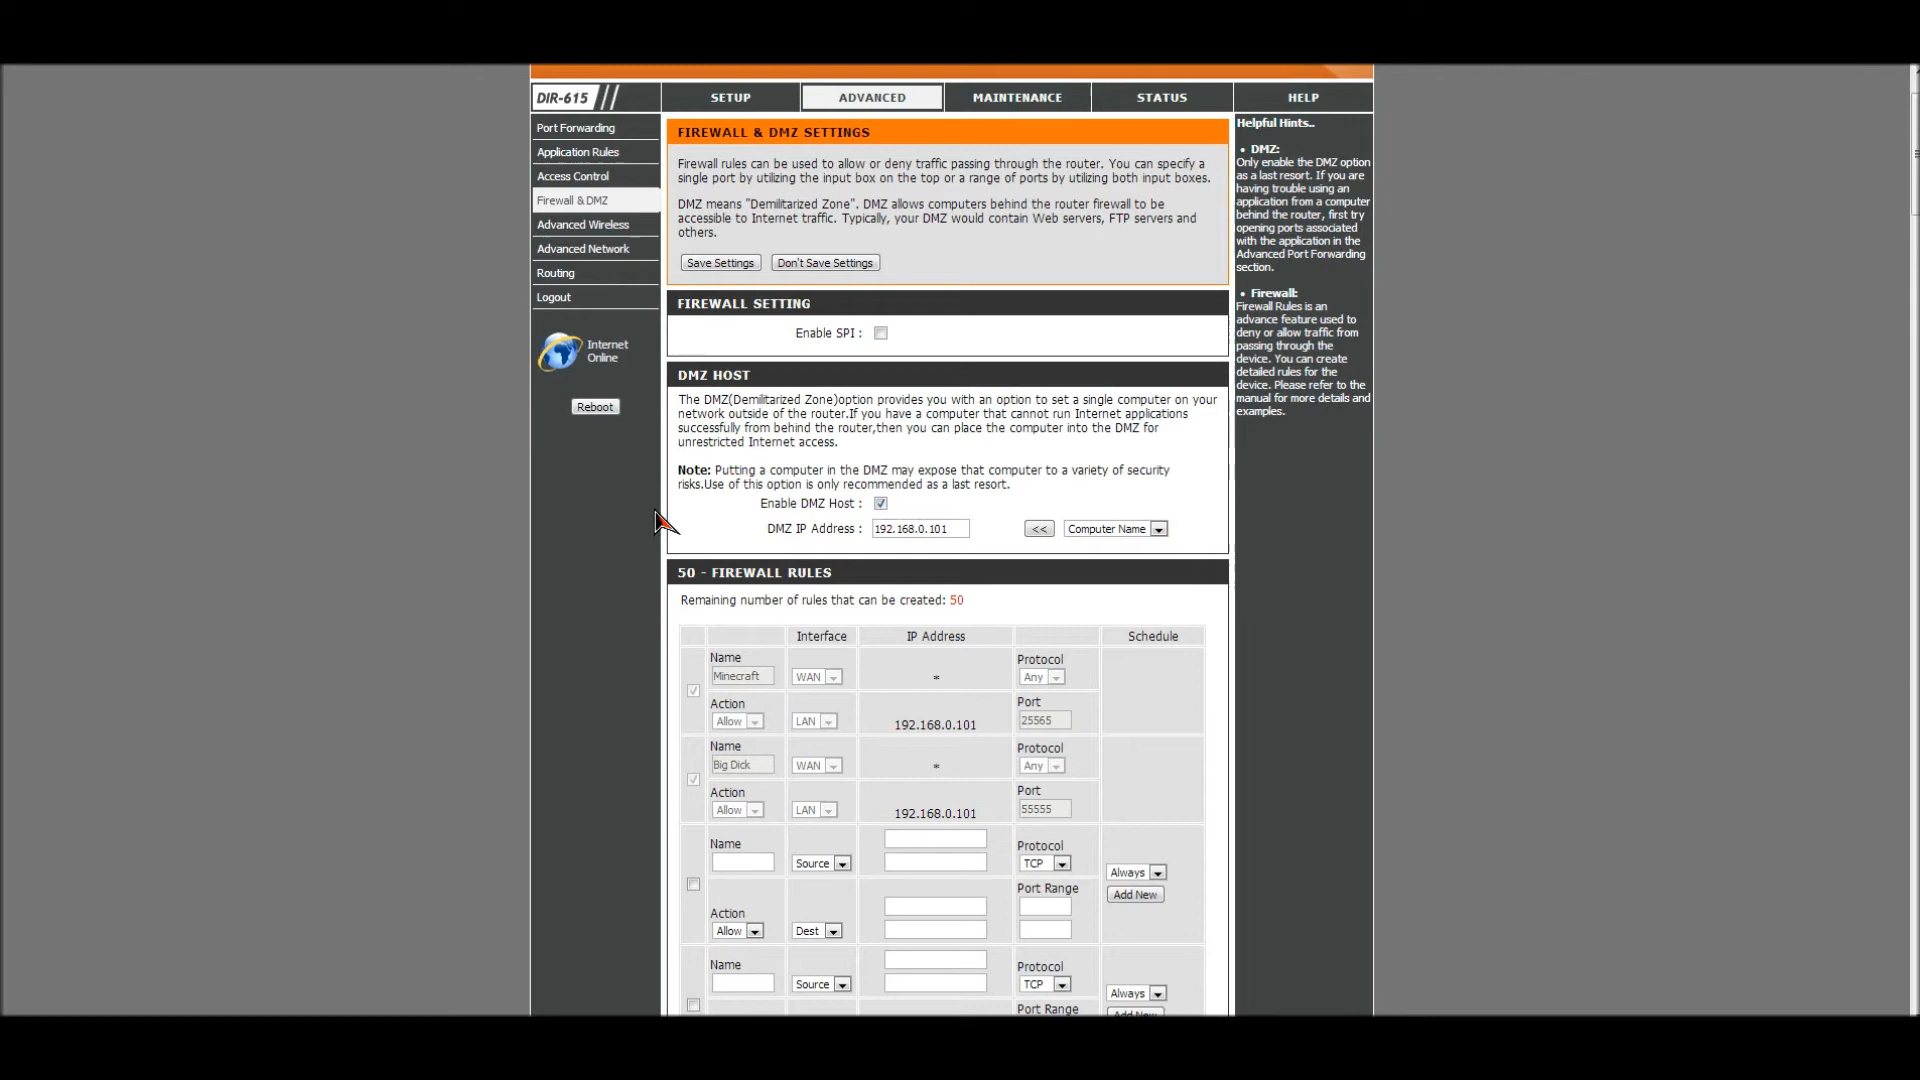 DIR-615
SETUP
ADVANCED
MAINTENANCE
STATUS
HELP
Port Forwarding
Application Rules
Access Control
Firewall & DMZ
Advanced Wireless
Advanced Network
Routing
Logout
Internet
Online
Reboot
FIREWALL & DMZ SETTINGS
Firewall rules can be used to allow or deny traffic passing through the router. You can specify a
single port by utilizing the input box on the top or a range of ports by utilizing both input boxes.
DMZ means "Demilitarized Zone". DMZ allows computers behind the router firewall to be
accessible to Internet traffic. Typically, your DMZ would contain Web servers, FTP servers and
others.
Save Settings Don't Save Settings
FIREWALL SETTING
Enable SPI :
DMZ HOST
The DMZ(Demilitarized Zone)option provides you with an option to set a single computer on your
network outside of the router.If you have a computer that cannot run Internet applications
successfully from behind the router,then you can place the computer into the DMZ for
unrestricted Internet access.
Note: Putting a computer in the DMZ may expose that computer to a variety of security
risks.Use of this option is only recommended as a last resort.
Enable DMZ Host :
DMZ IP Address : 192.168.0.101 << Computer Name
50 - FIREWALL RULES
Remaining number of rules that can be created: 50
Interface IP Address Schedule
Name Protocol
Minecraft WAN * Any
Action Port
Allow LAN 192.168.0.101 25565
Name Protocol
Big Dick WAN * Any
Action Port
Allow LAN 192.168.0.101 55555
Name Protocol
Source TCP
Always
Port Range Add New
Action
Allow Dest
Name Protocol
Source TCP
Always
Port Range
Add New
Helpful Hints..
• DMZ:
Only enable the DMZ option
as a last resort. If you are
having trouble using an
application from a computer
behind the router, first try
opening ports associated
with the application in the
Advanced Port Forwarding
section.
• Firewall:
Firewall Rules is an
advance feature used to
deny or allow traffic from
passing through the
device. You can create
detailed rules for the
device. Please refer to the
manual for more details and
examples.